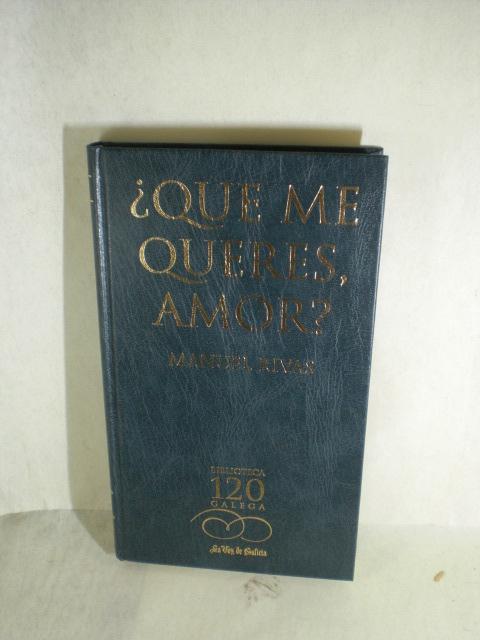 ¿QUE ME
QUERES,
AMOR?
MANUEL RIVAS
BIBLIOTECA
120
GALEGA
La Voz de Galicia